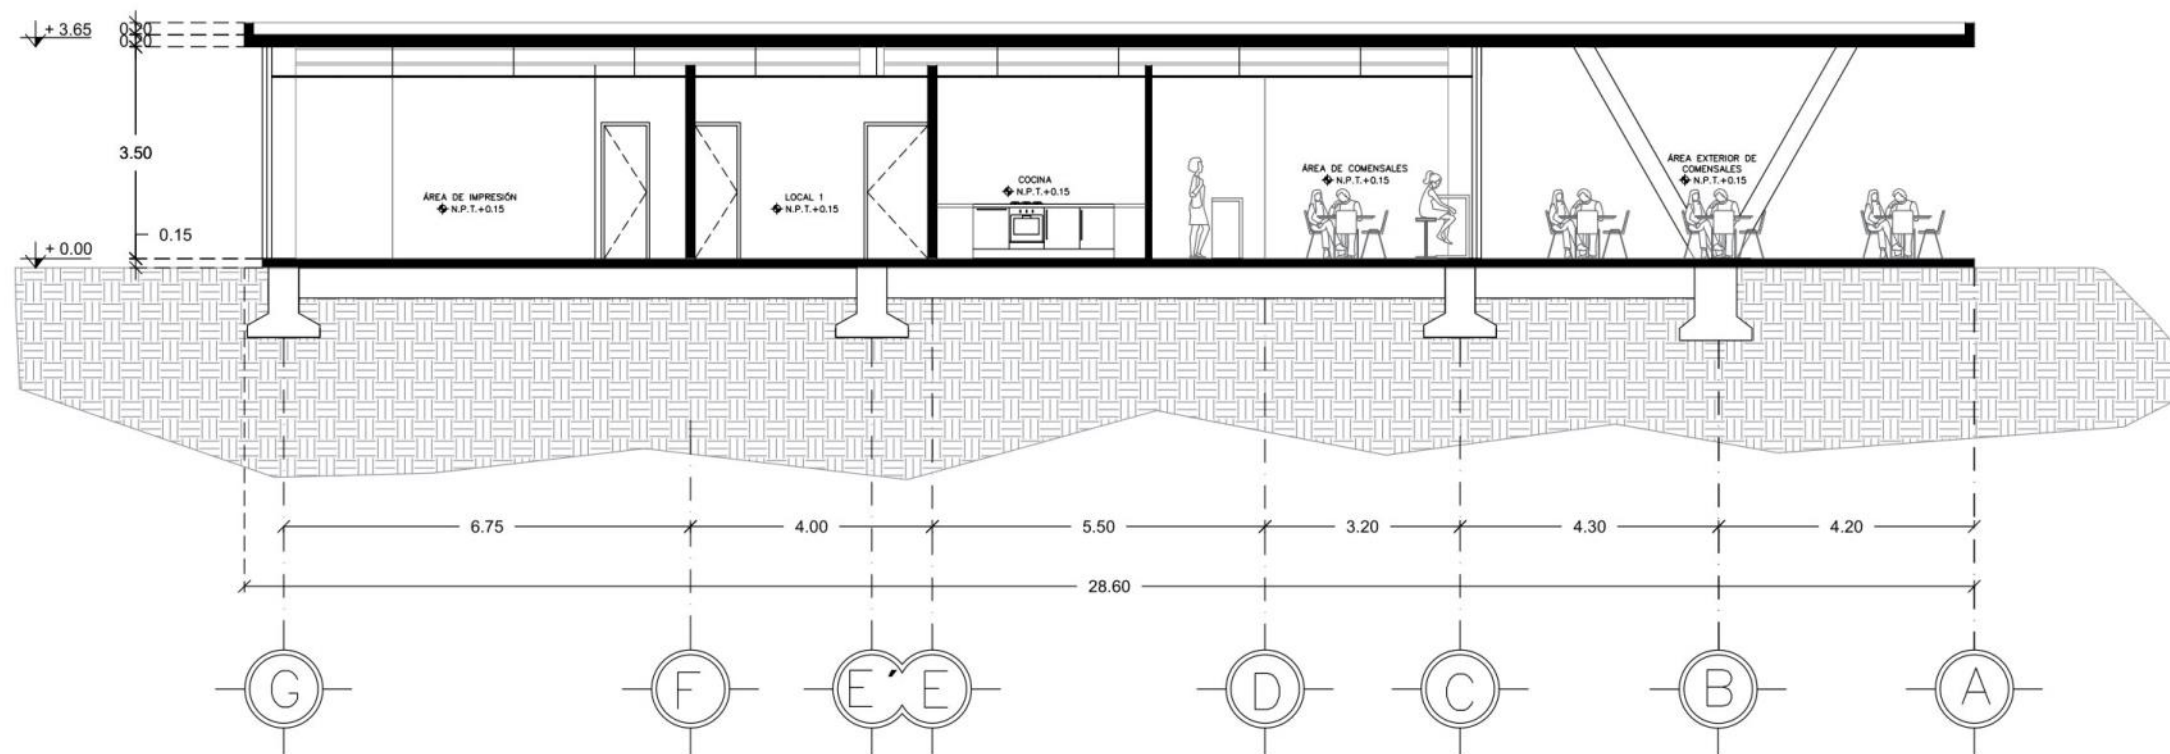 + 3.65
0.20
0.20
3.50
0.15
+ 0.00
ÁREA DE IMPRESIÓN
N.P.T.+0.15
LOCAL 1
N.P.T.+0.15
COCINA
N.P.T.+0.15
ÁREA DE COMENSALES
N.P.T.+0.15
ÁREA EXTERIOR DE
COMENSALES
N.P.T.+0.15
6.75
4.00
5.50
3.20
4.30
4.20
28.60
G
F
E´
E
D
C
B
A